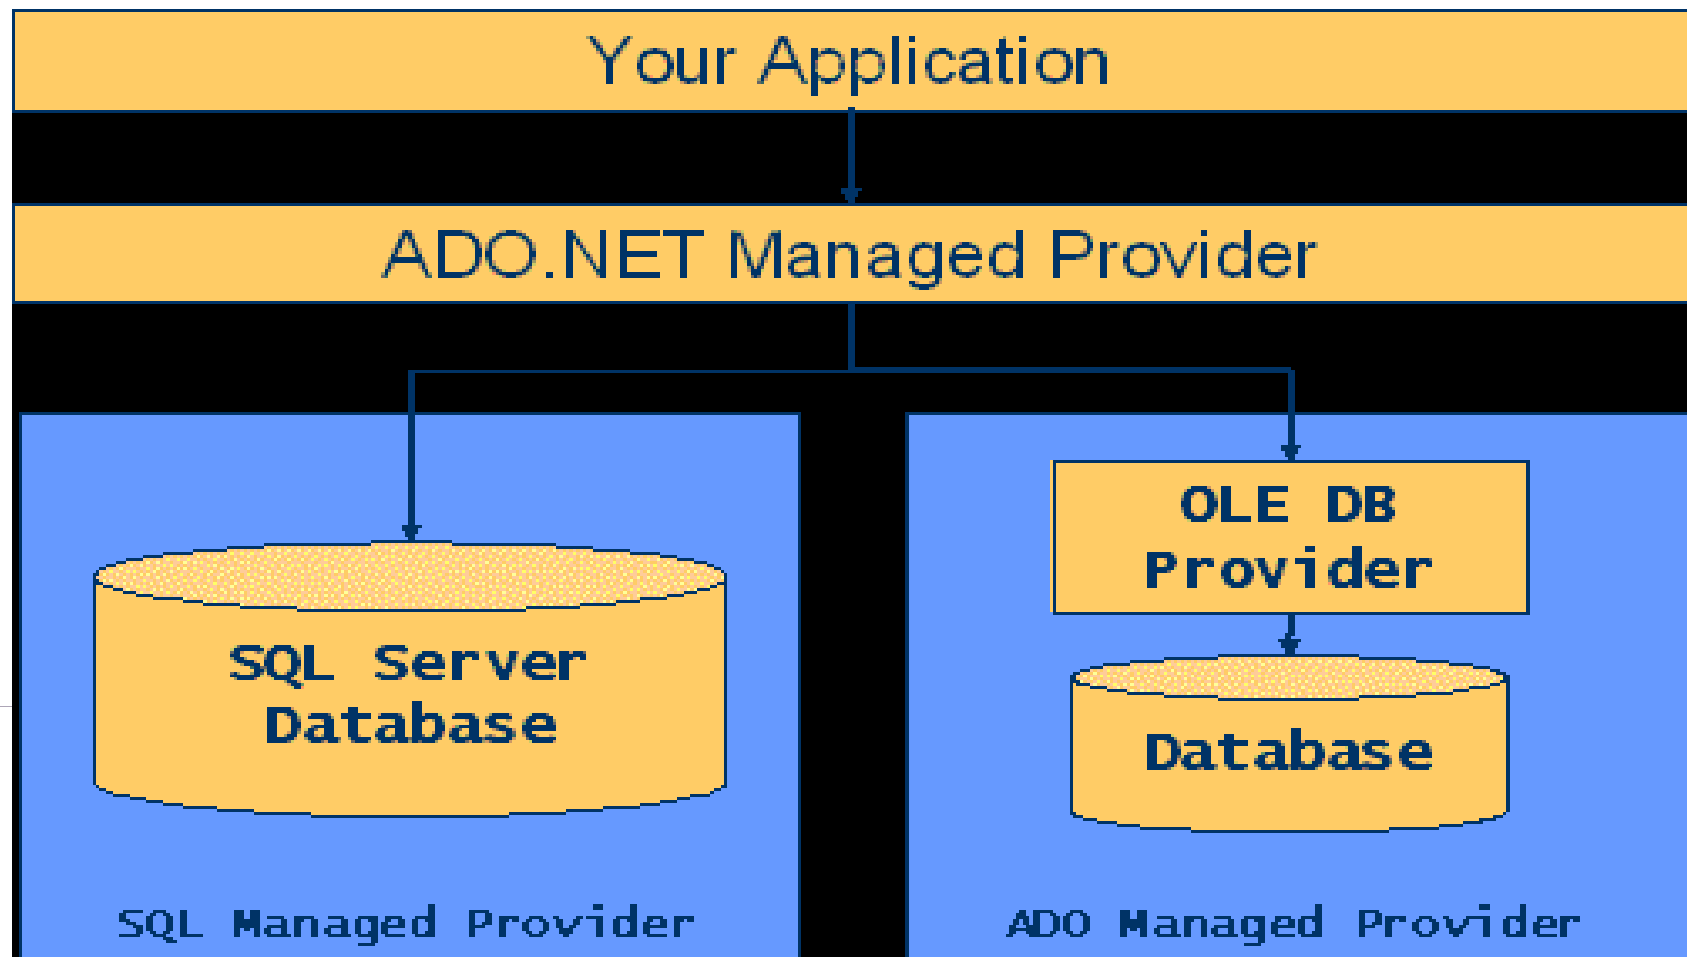 Your Application
ADO.NET Managed Provider
OLE DB
Provider
SQL Server
Database
Database
SQL Managed Provider
ADO Managed Provider